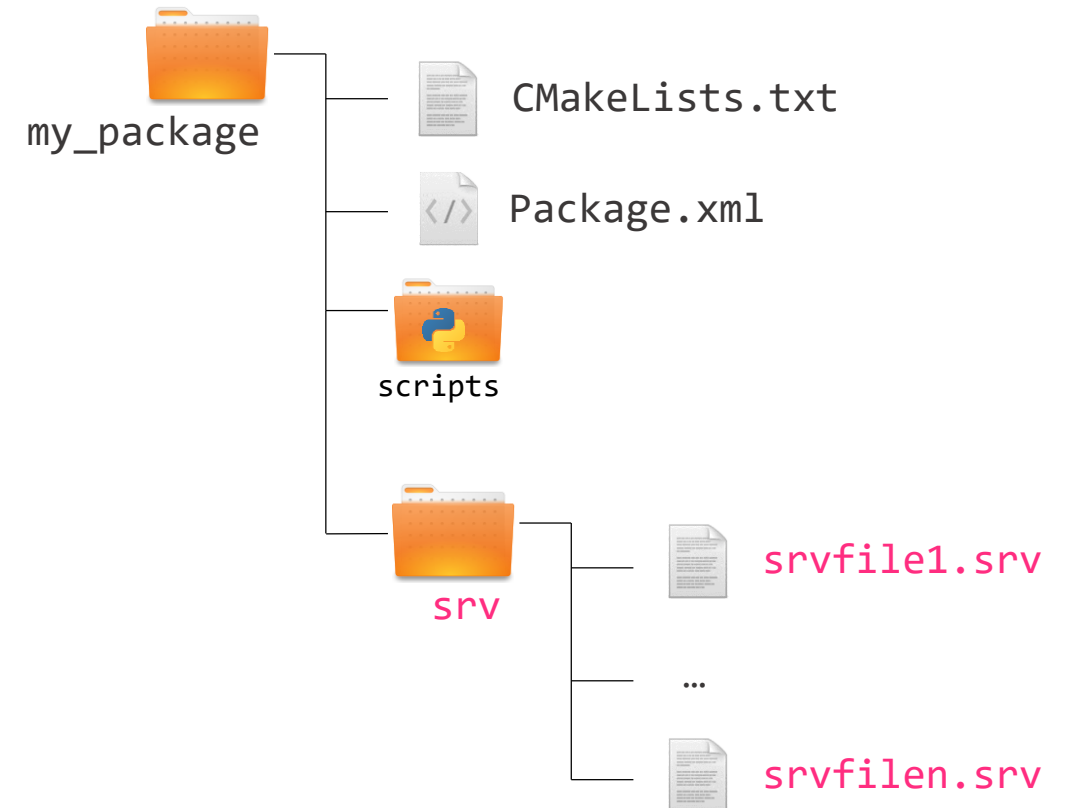 my_package
CMakeLists.txt
Package.xml
scripts
srv
srvfile1.srv
…
srvfilen.srv